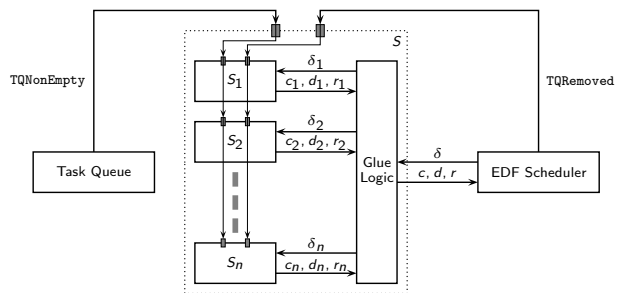 S
TQNonEmpty
TQRemoved
S₁
δ₁
c₁, d₁, r₁
S₂
δ₂
c₂, d₂, r₂
Task Queue
Glue
Logic
δ
c, d, r
EDF Scheduler
Sₙ
δₙ
cₙ, dₙ, rₙ